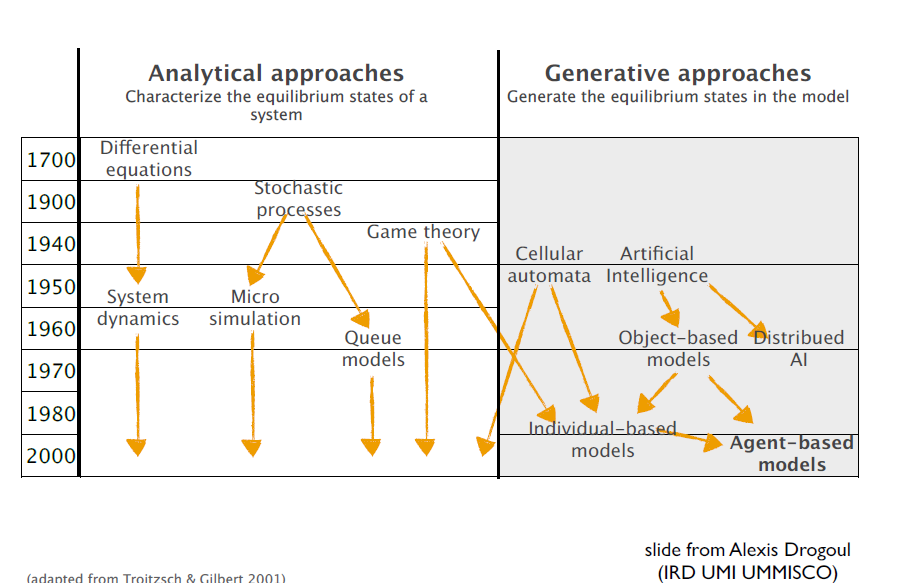 Analytical approaches
Characterize the equilibrium states of a
system
Generative approaches
Generate the equilibrium states in the model
1700
Differential
equations
1900
Stochastic
processes
1940
Game theory
Cellular
automata
Artificial
Intelligence
1950
System
dynamics
Micro
simulation
1960
Queue
models
Object-based
models
Distribued
AI
1970
1980
Individual-based
models
2000
Agent-based
models
slide from Alexis Drogoul
(IRD UMI UMMISCO)
(adapted from Troitzsch & Gilbert 2001)